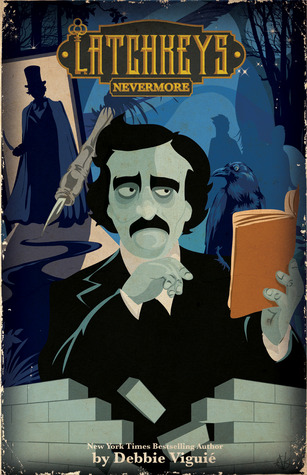 LATCHKEYS
NEVERMORE
New York Times Bestselling Author
by Debbie Viguié